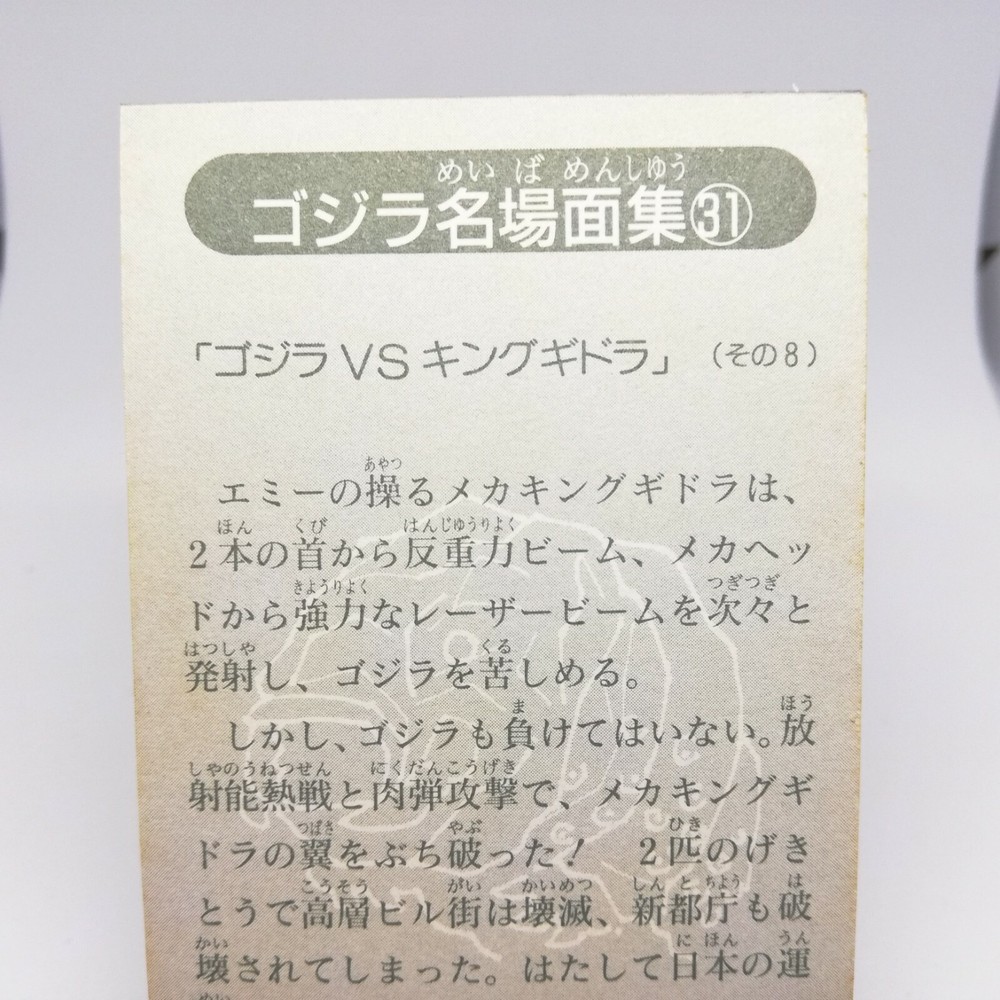 めいばめんしゅう
ゴジラ名場面集㉛
「ゴジラVSキングギドラ」（その8）
あやつ
エミーの操るメカキングギドラは、
ほん くび はんじゅうりょく
2本の首から反重力ビーム、メカヘッ
きょうりょく つぎつぎ
ドから強力なレーザービームを次々と
はつしゃ くる
発射し、ゴジラを苦しめる。
ま ほう
しかし、ゴジラも負けてはいない。放
しゃのうねつせん にくだんこうげき
射能熱戦と肉弾攻撃で、メカキングギ
つばさ やぶ ひき
ドラの翼をぶち破った！ 2匹のげき
こうそう がい かいめつ しんとちょう は
とうで高層ビル街は壊滅、新都庁も破
かい にほん うん
壊されてしまった。はたして日本の運
めい